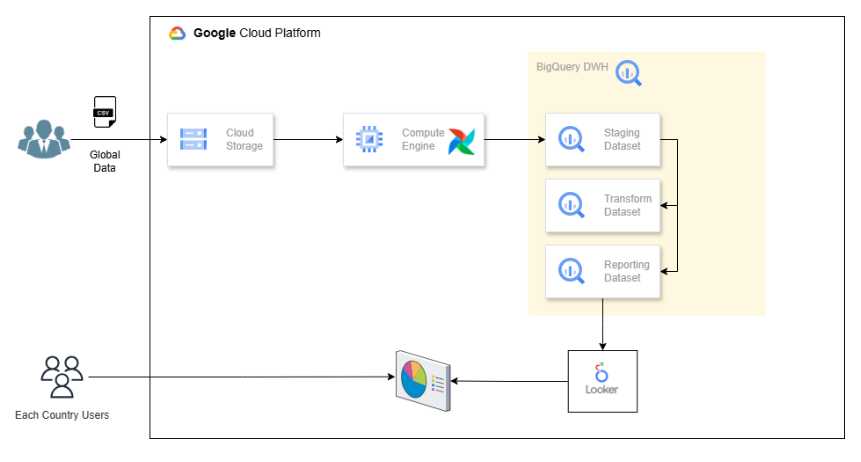 Google Cloud Platform
BigQuery DWH
CSV
Global
Data
Cloud
Storage
Compute
Engine
Staging
Dataset
Transform
Dataset
Reporting
Dataset
Looker
Each Country Users